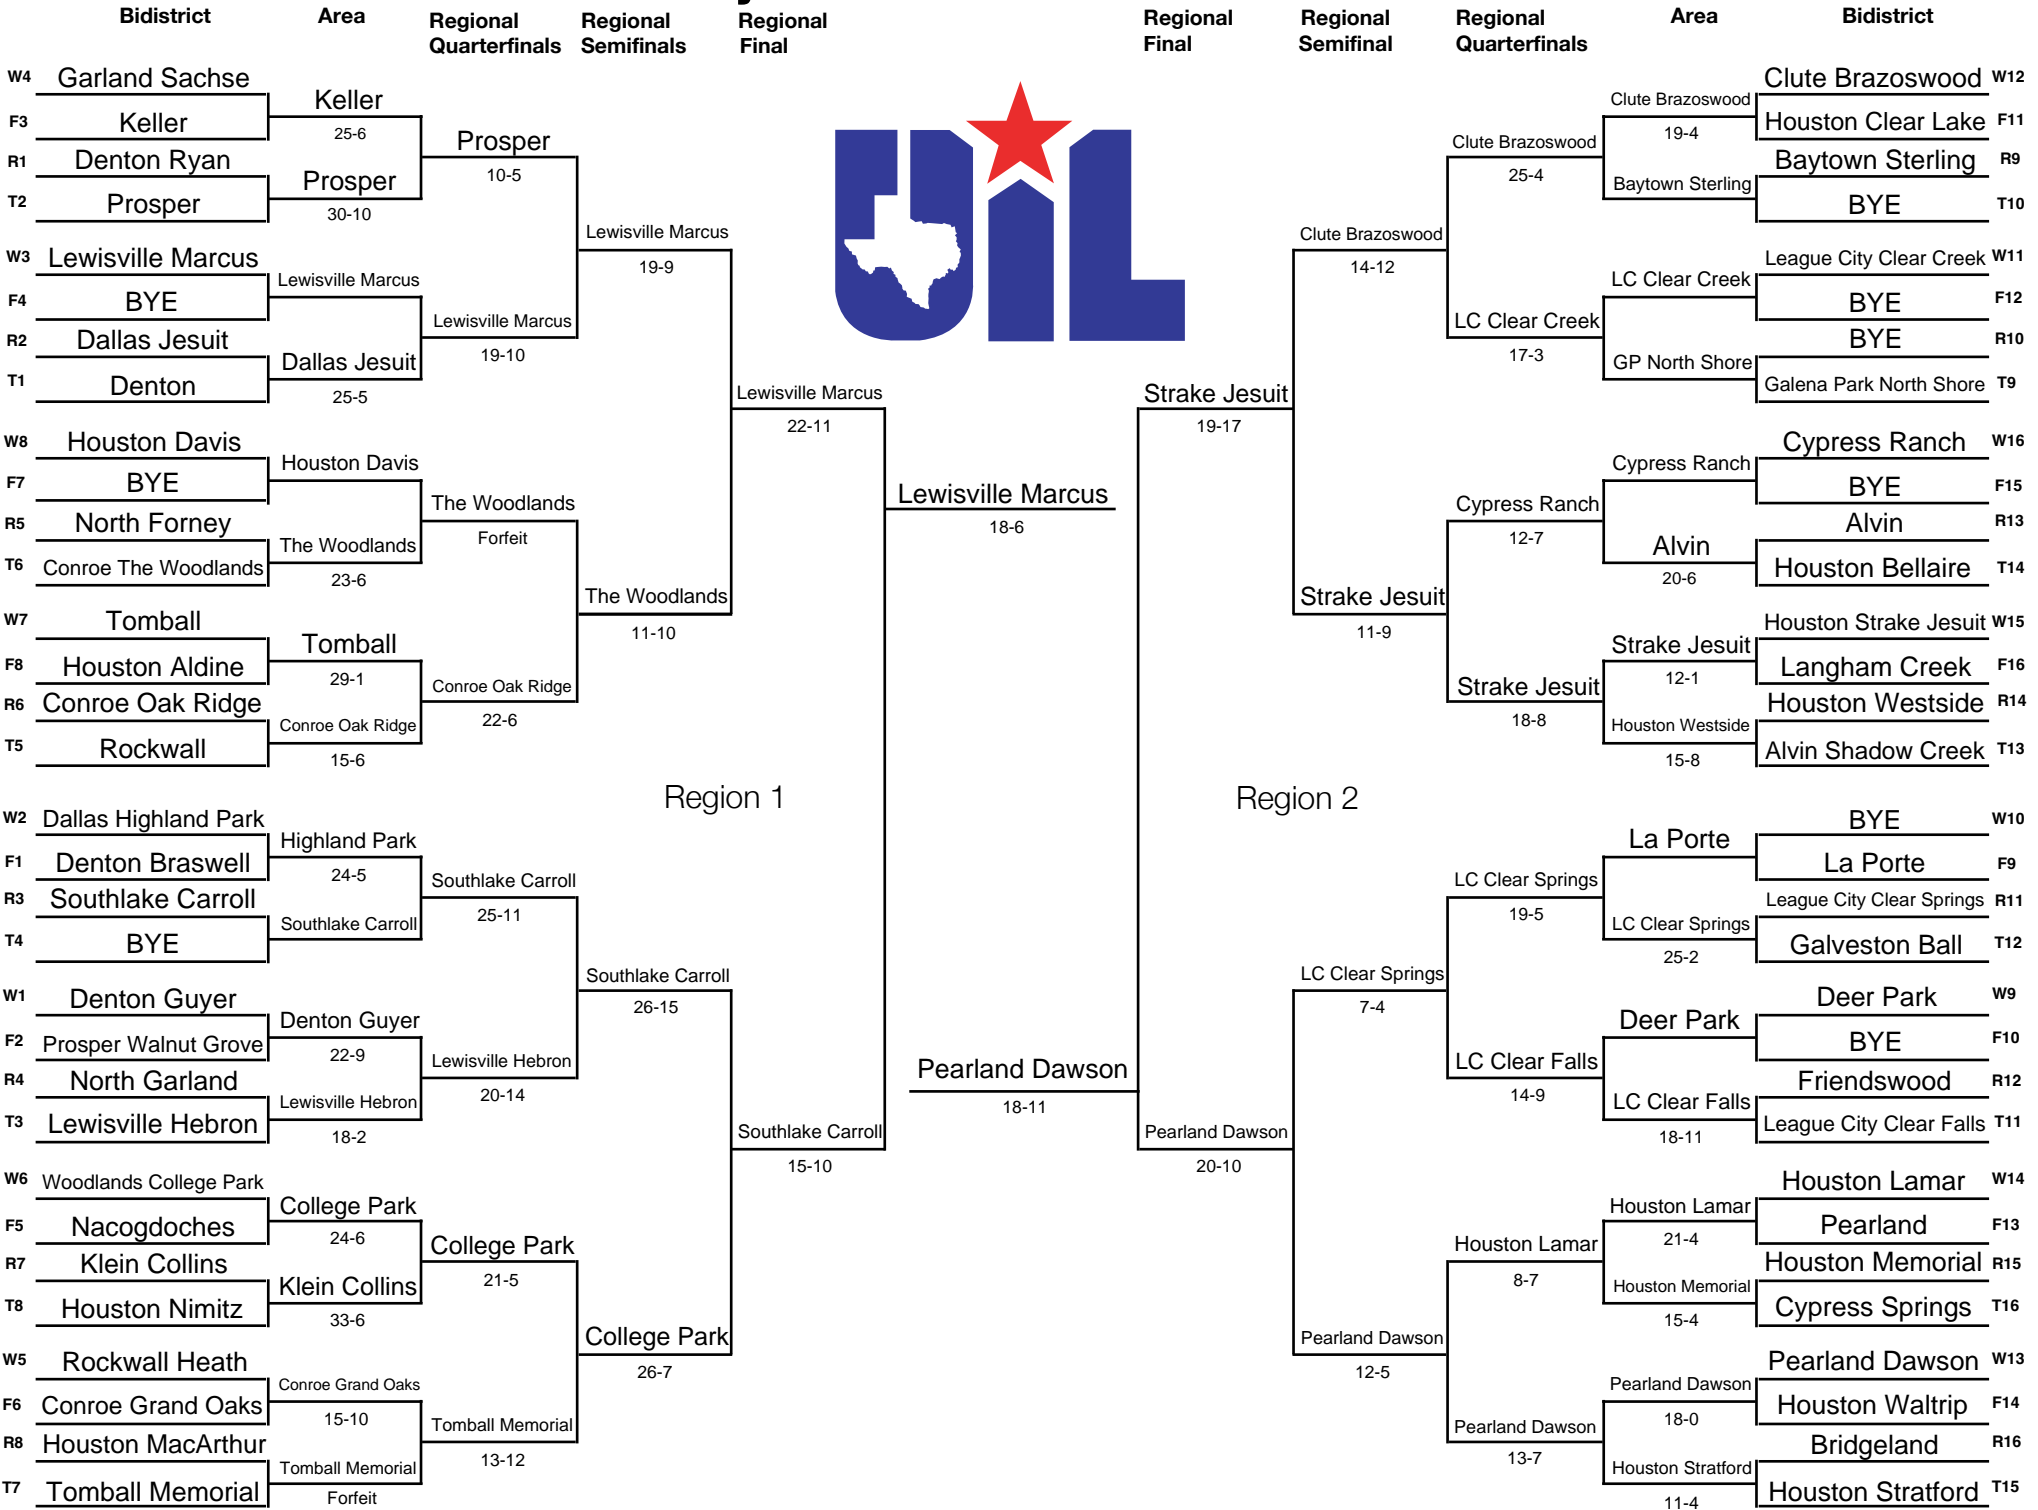 Bidistrict
Area
Regional
Quarterfinals
Regional
Semifinals
Regional
Final
Regional
Final
Regional
Semifinal
Regional
Quarterfinals
Area
Bidistrict
W4 Garland Sachse
F3 Keller
R1 Denton Ryan
T2 Prosper
W3 Lewisville Marcus
F4 BYE
R2 Dallas Jesuit
T1 Denton
W8 Houston Davis
F7 BYE
R5 North Forney
T6 Conroe The Woodlands
W7 Tomball
F8 Houston Aldine
R6 Conroe Oak Ridge
T5 Rockwall
W2 Dallas Highland Park
F1 Denton Braswell
R3 Southlake Carroll
T4 BYE
W1 Denton Guyer
F2 Prosper Walnut Grove
R4 North Garland
T3 Lewisville Hebron
W6 Woodlands College Park
F5 Nacogdoches
R7 Klein Collins
T8 Houston Nimitz
W5 Rockwall Heath
F6 Conroe Grand Oaks
R8 Houston MacArthur
T7 Tomball Memorial
Keller
25-6
Prosper
30-10
Lewisville Marcus
Dallas Jesuit
25-5
Houston Davis
The Woodlands
23-6
Tomball
29-1
Conroe Oak Ridge
15-6
Highland Park
24-5
Southlake Carroll
Denton Guyer
22-9
Lewisville Hebron
18-2
College Park
24-6
Klein Collins
33-6
Conroe Grand Oaks
15-10
Tomball Memorial
Forfeit
Prosper
10-5
Lewisville Marcus
19-10
The Woodlands
Forfeit
Conroe Oak Ridge
22-6
Southlake Carroll
25-11
Lewisville Hebron
20-14
College Park
21-5
Tomball Memorial
13-12
Lewisville Marcus
19-9
The Woodlands
11-10
Southlake Carroll
26-15
College Park
26-7
Lewisville Marcus
22-11
Southlake Carroll
15-10
Region 1
Lewisville Marcus
18-6
UIL
Pearland Dawson
18-11
Region 2
Strake Jesuit
19-17
Pearland Dawson
20-10
Clute Brazoswood
14-12
Strake Jesuit
11-9
LC Clear Springs
7-4
Pearland Dawson
12-5
Clute Brazoswood
25-4
LC Clear Creek
17-3
Cypress Ranch
12-7
Strake Jesuit
18-8
LC Clear Springs
19-5
LC Clear Falls
14-9
Houston Lamar
8-7
Pearland Dawson
13-7
Clute Brazoswood
19-4
Baytown Sterling
LC Clear Creek
GP North Shore
Cypress Ranch
Alvin
20-6
Strake Jesuit
12-1
Houston Westside
15-8
La Porte
LC Clear Springs
25-2
Deer Park
LC Clear Falls
18-11
Houston Lamar
21-4
Houston Memorial
15-4
Pearland Dawson
18-0
Houston Stratford
11-4
Clute Brazoswood W12
Houston Clear Lake F11
Baytown Sterling R9
BYE T10
League City Clear Creek W11
BYE F12
BYE R10
Galena Park North Shore T9
Cypress Ranch W16
BYE F15
Alvin R13
Houston Bellaire T14
Houston Strake Jesuit W15
Langham Creek F16
Houston Westside R14
Alvin Shadow Creek T13
BYE W10
La Porte F9
League City Clear Springs R11
Galveston Ball T12
Deer Park W9
BYE F10
Friendswood R12
League City Clear Falls T11
Houston Lamar W14
Pearland F13
Houston Memorial R15
Cypress Springs T16
Pearland Dawson W13
Houston Waltrip F14
Bridgeland R16
Houston Stratford T15